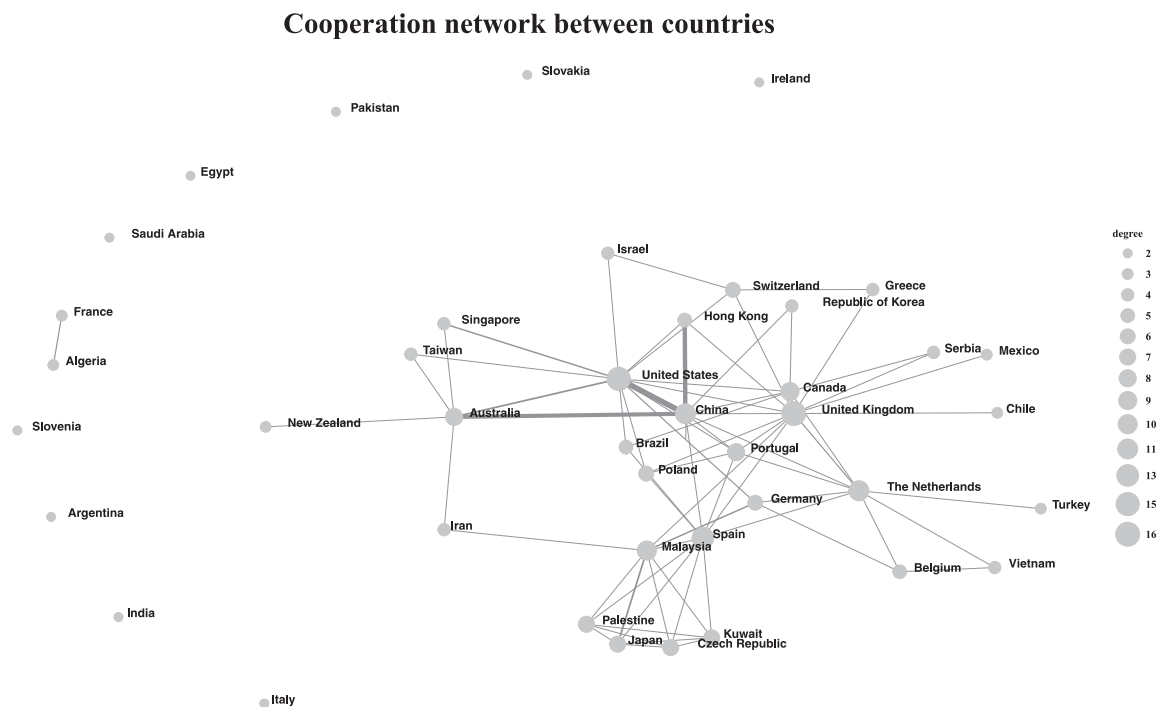 Cooperation network between countries
Slovakia
Ireland
Pakistan
Egypt
Saudi Arabia
degree
Israel
2
3
Switzerland
Greece
4
Republic of Korea
France
Hong Kong
5
Singapore
6
Taiwan
Serbia
Mexico
7
Algeria
United States
8
Canada
9
Australia
China
United Kingdom
Chile
New Zealand
10
Slovenia
Brazil
Portugal
11
Poland
13
The Netherlands
Germany
15
Turkey
Argentina
Iran
Spain
16
Malaysia
Belgium
Vietnam
India
Palestine
Kuwait
Japan
Czech Republic
Italy